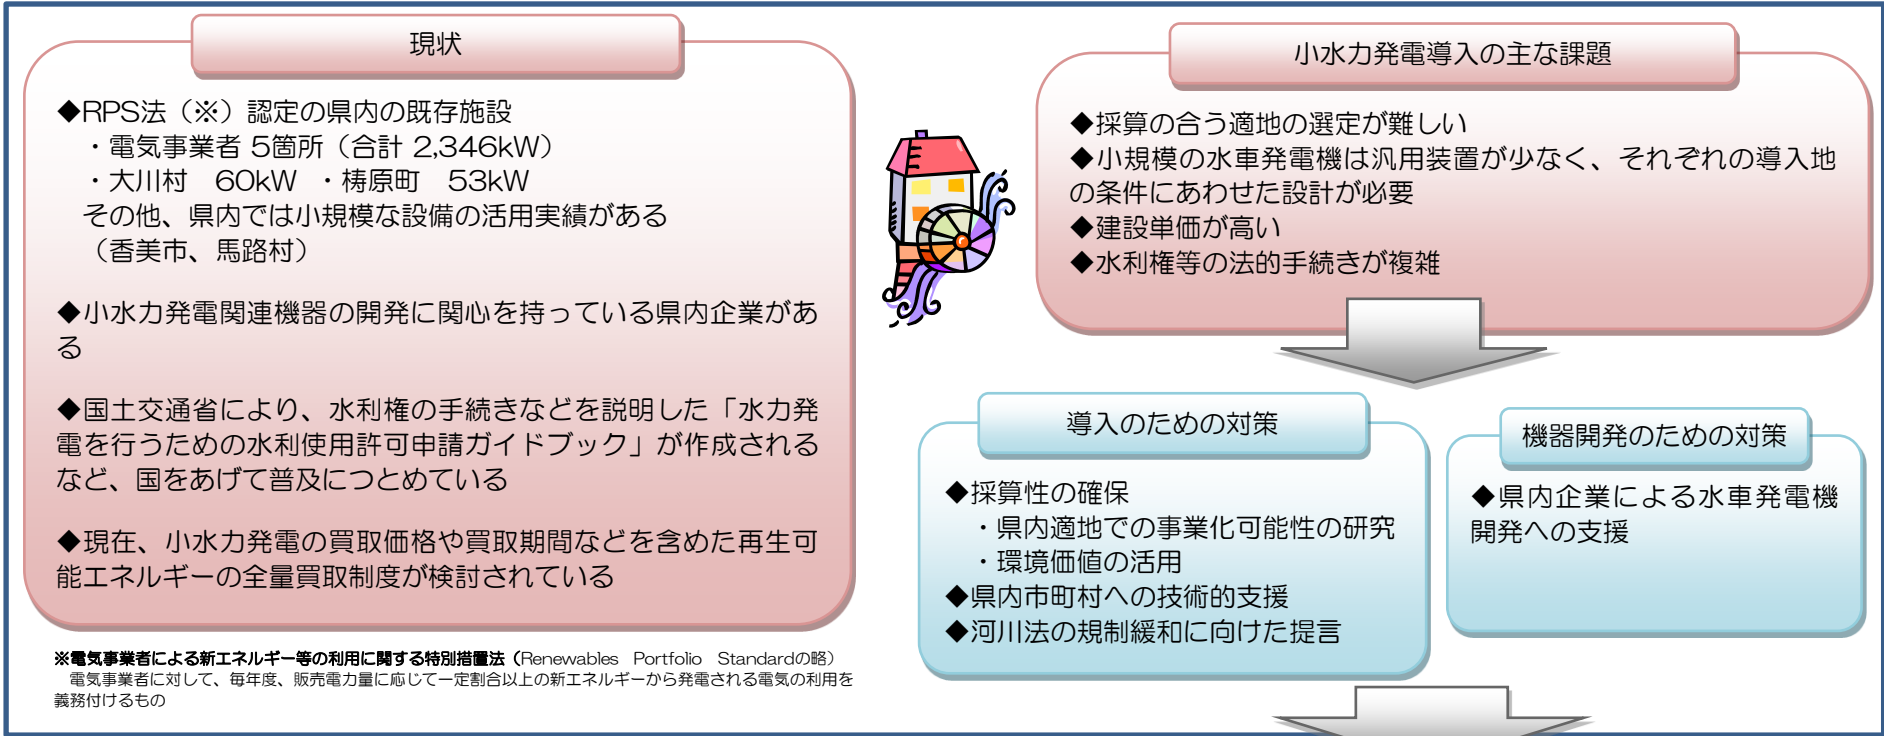 現状
◆RPS法（※）認定の県内の既存施設
・電気事業者 5箇所（合計 2,346kW）
・大川村　60kW　・梼原町　53kW
その他、県内では小規模な設備の活用実績がある
（香美市、馬路村）
◆小水力発電関連機器の開発に関心を持っている県内企業があ
る
◆国土交通省により、水利権の手続きなどを説明した「水力発
電を行うための水利使用許可申請ガイドブック」が作成される
など、国をあげて普及につとめている
◆現在、小水力発電の買取価格や買取期間などを含めた再生可
能エネルギーの全量買取制度が検討されている
※電気事業者による新エネルギー等の利用に関する特別措置法（Renewables　Portfolio　Standardの略）
電気事業者に対して、毎年度、販売電力量に応じて一定割合以上の新エネルギーから発電される電気の利用を
義務付けるもの
小水力発電導入の主な課題
◆採算の合う適地の選定が難しい
◆小規模の水車発電機は汎用装置が少なく、それぞれの導入地
の条件にあわせた設計が必要
◆建設単価が高い
◆水利権等の法的手続きが複雑
導入のための対策
◆採算性の確保
・県内適地での事業化可能性の研究
・環境価値の活用
◆県内市町村への技術的支援
◆河川法の規制緩和に向けた提言
機器開発のための対策
◆県内企業による水車発電機
開発への支援